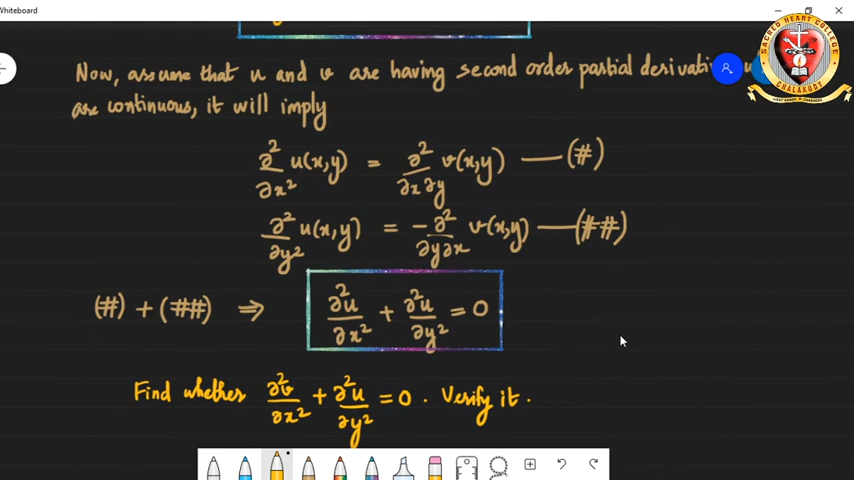 Whiteboard
SACRED HEART COLLEGE
CHALAKUDY
Now, assume that u and v are having second order partial
are continuous, it will imply
∂²/∂x² u(x,y) = ∂²/∂x∂y v(x,y) — (#)
∂²/∂y² u(x,y) = -∂²/∂y∂x v(x,y) — (##)
(#) + (##) ⇒ ∂²u/∂x² + ∂²u/∂y² = 0
Find whether ∂²v/∂x² + ∂²u/∂y² = 0. Verify it.